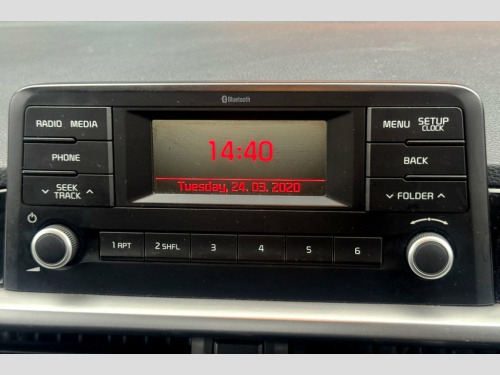 Bluetooth
RADIO MEDIA
PHONE
SEEK
TRACK
14:40
Tuesday, 24. 03. 2020
MENU SETUP
CLOCK
BACK
FOLDER
1 RPT 2 SHFL 3 4 5 6